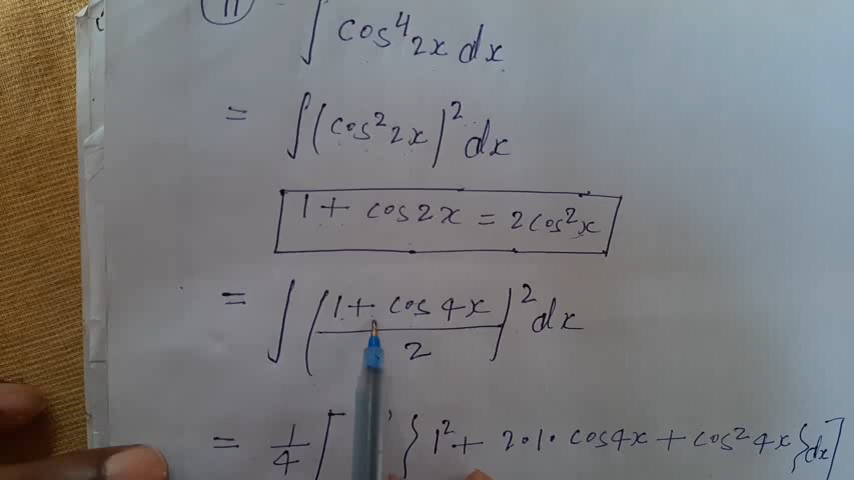 11
∫ cos⁴2x dx
= ∫(cos²2x)² dx
1 + cos2x = 2cos²x
= ∫((1 + cos4x)/2)² dx
= 1/4 [ {1² + 2·1·cos4x + cos²4x}dx]